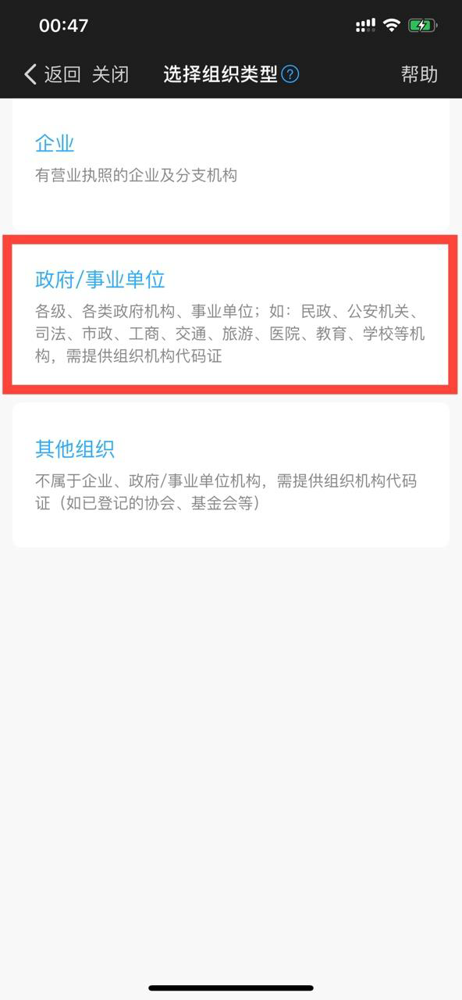 00:47
返回 关闭 选择组织类型? 帮助
企业
有营业执照的企业及分支机构
政府/事业单位
各级、各类政府机构、事业单位；如：民政、公安机关、
司法、市政、工商、交通、旅游、医院、教育、学校等机
构，需提供组织机构代码证
其他组织
不属于企业、政府/事业单位机构，需提供组织机构代码
证（如已登记的协会、基金会等）